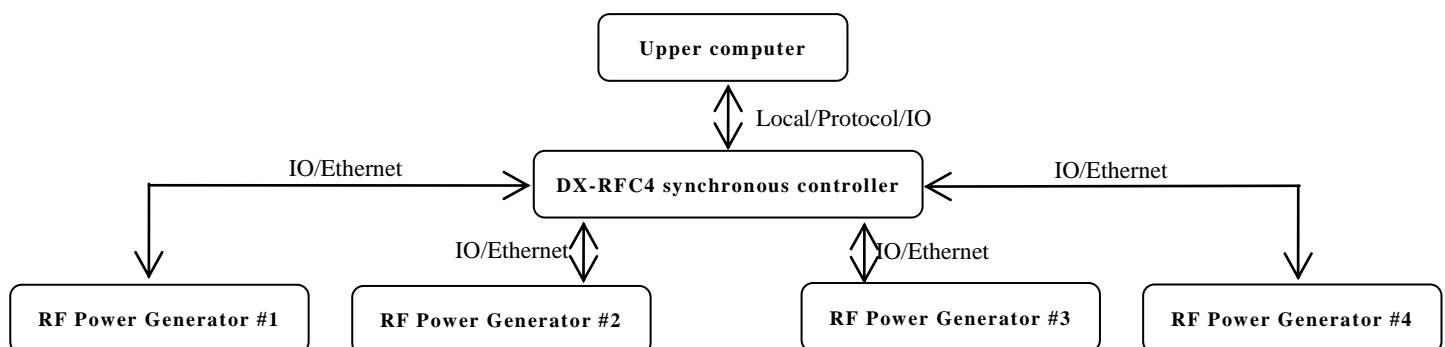 Upper computer
Local/Protocol/IO
IO/Ethernet
DX-RFC4 synchronous controller
IO/Ethernet
IO/Ethernet
IO/Ethernet
RF Power Generator #1
RF Power Generator #2
RF Power Generator #3
RF Power Generator #4